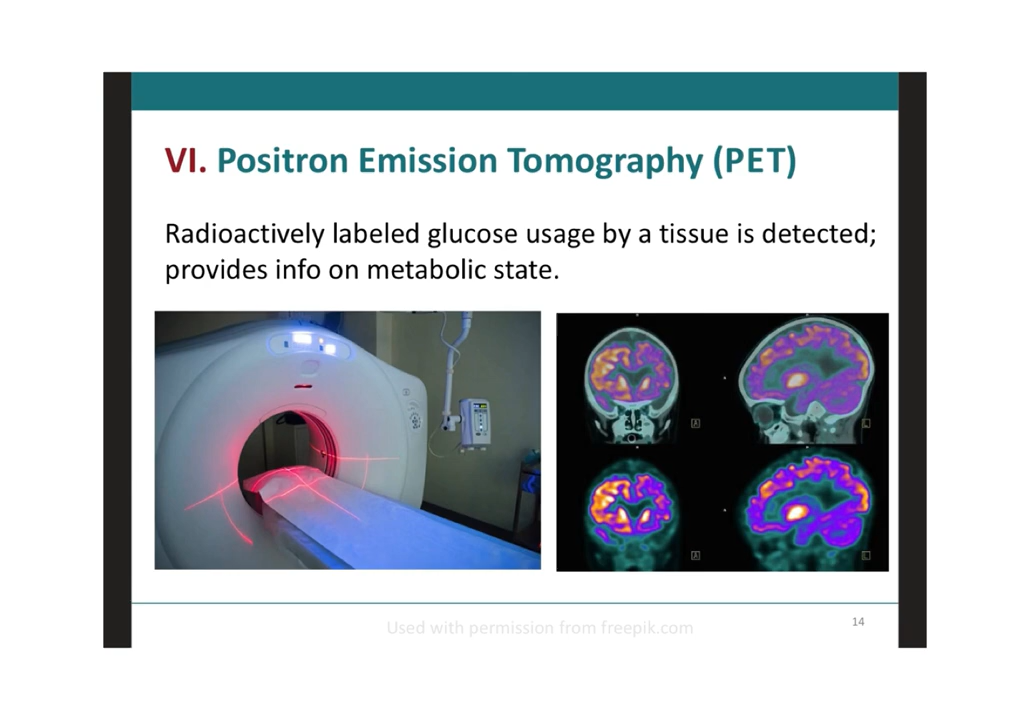 VI. Positron Emission Tomography (PET)
Radioactively labeled glucose usage by a tissue is detected;
provides info on metabolic state.
A
L
A
L
Used with permission from freepik.com
14